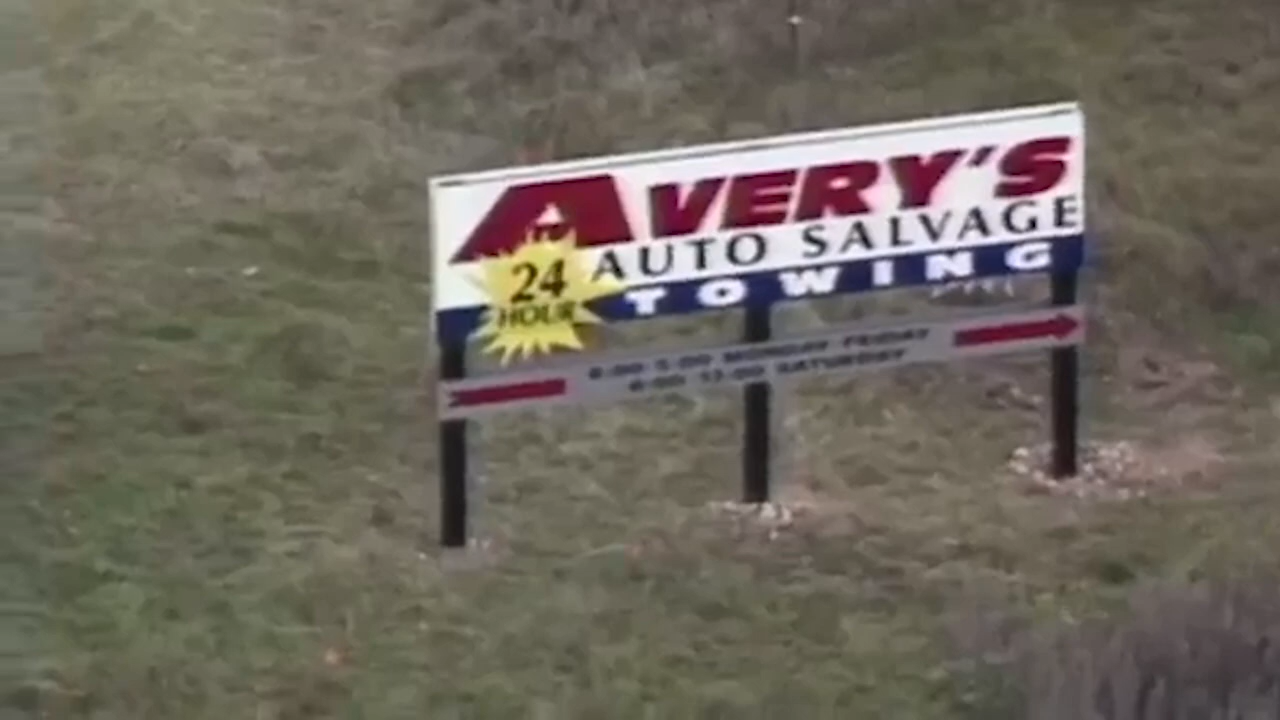 AVERY'S
AUTO SALVAGE
24
HOUR
TOWING
8:00 5:00 MONDAY FRIDAY
8:00 12:00 SATURDAY